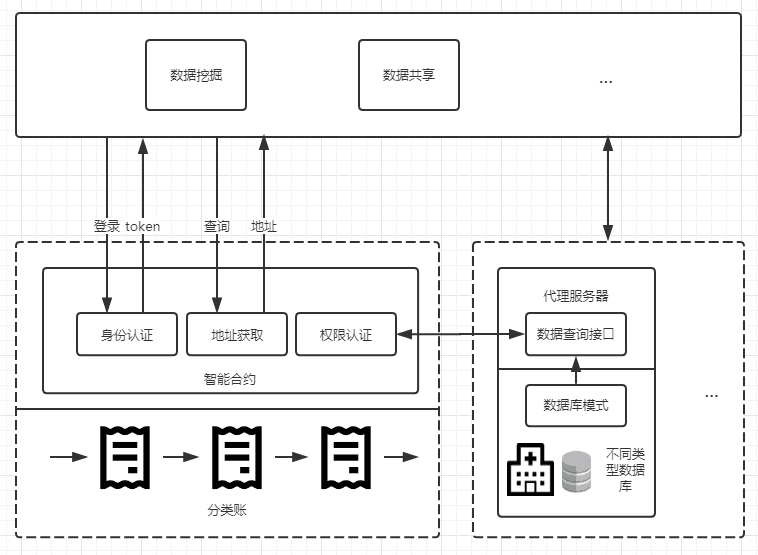 数据挖掘
数据共享
...
登录 token
查询
地址
代理服务器
身份认证
地址获取
权限认证
数据查询接口
智能合约
数据库模式
...
不同类
型数据
库
分类账